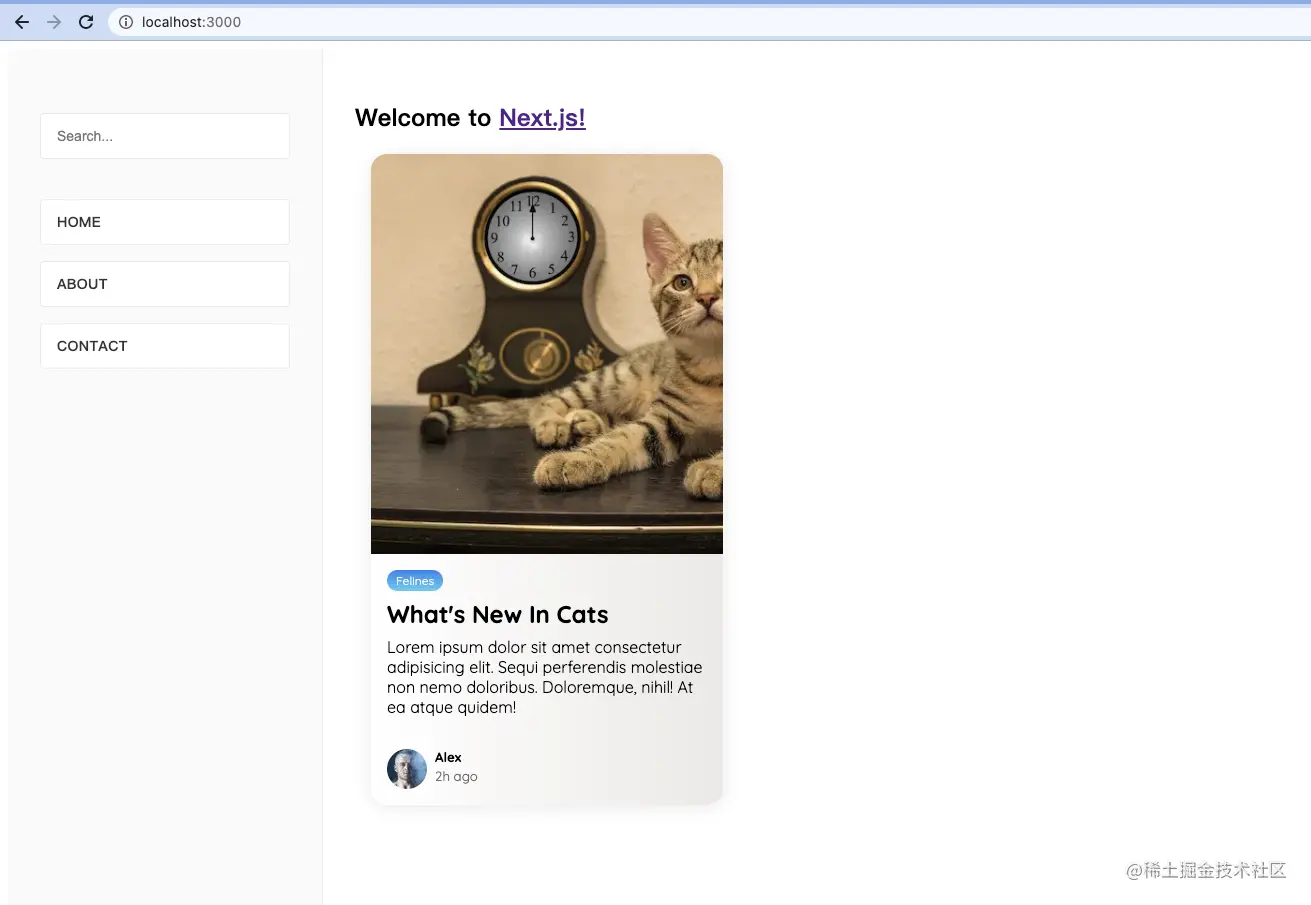 localhost:3000
Search...
HOME
ABOUT
CONTACT
Welcome to Next.js!
12
11 1
10 2
9 3
8 4
7 6 5
Felines
What's New In Cats
Lorem ipsum dolor sit amet consectetur
adipisicing elit. Sequi perferendis molestiae
non nemo doloribus. Doloremque, nihil! At
ea atque quidem!
Alex
2h ago
@稀土掘金技术社区